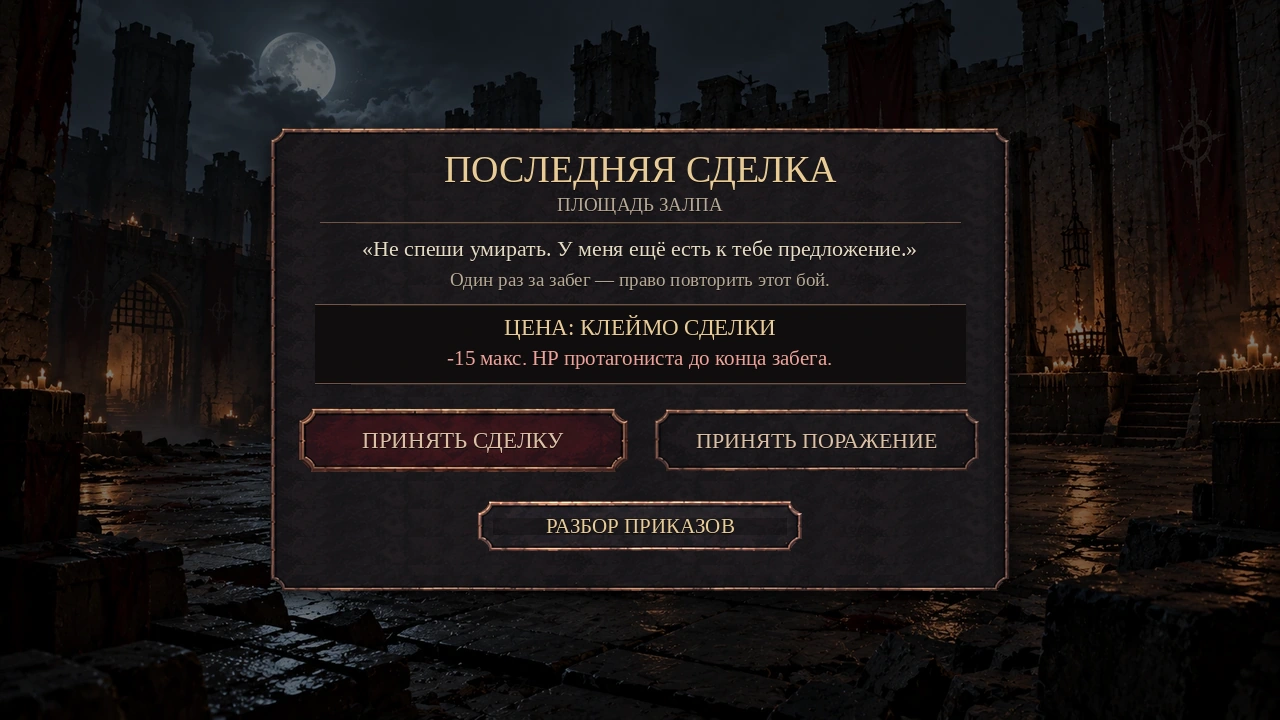 ПОСЛЕДНЯЯ СДЕЛКА
ПЛОЩАДЬ ЗАЛПА
«Не спеши умирать. У меня ещё есть к тебе предложение.»
Один раз за забег — право повторить этот бой.
ЦЕНА: КЛЕЙМО СДЕЛКИ
-15 макс. HP протагониста до конца забега.
ПРИНЯТЬ СДЕЛКУ
ПРИНЯТЬ ПОРАЖЕНИЕ
РАЗБОР ПРИКАЗОВ